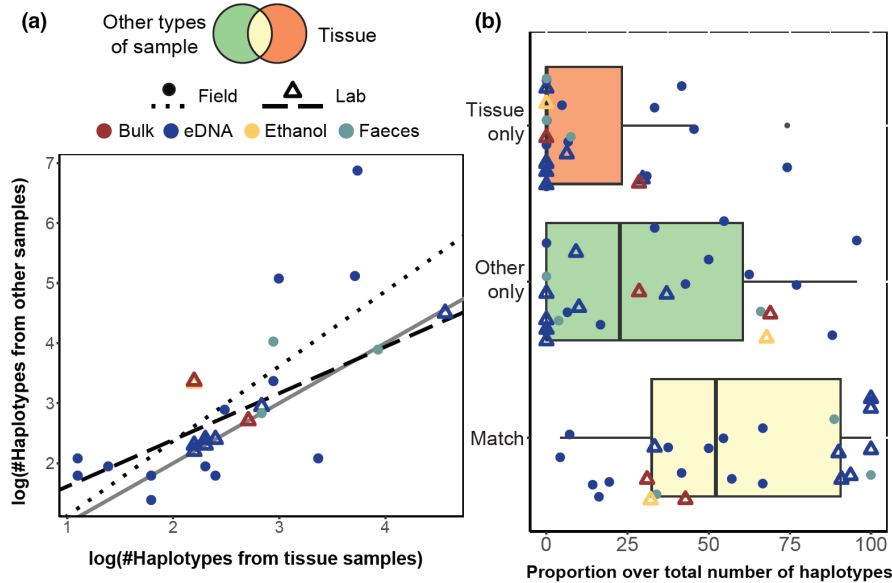 (a)
Other types
of sample
Tissue
Field
Lab
Bulk
eDNA
Ethanol
Faeces
log(#Haplotypes from other samples)
7
6
5
4
3
2
1
2
3
4
log(#Haplotypes from tissue samples)
(b)
Tissue
only
Other
only
Match
0
25
50
75
100
Proportion over total number of haplotypes